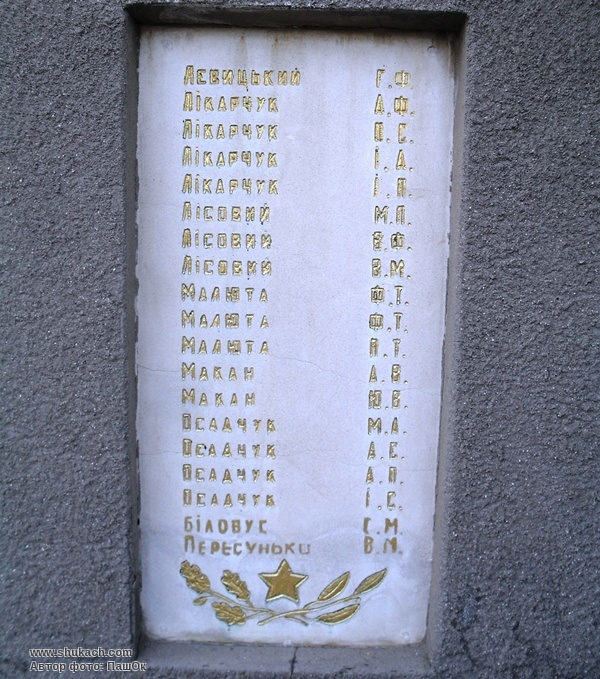 Левицький Г.Ф.
Лікарчук А.Ф.
Лікарчук П.Є.
Лікарчук І.Д.
Лікарчук І.П.
Лісовий М.П.
Лісовий В.Ф.
Лісовий В.М.
Малюта Ф.Т.
Малюта Ф.Т.
Малюта П.Т.
Макан А.В.
Макан Ю.В.
Осадчук М.А.
Осадчук А.Є.
Осадчук А.П.
Осадчук І.С.
Біловус С.М.
Пересунько В.М.
www.shukach.com
Автор фото: ПашОк